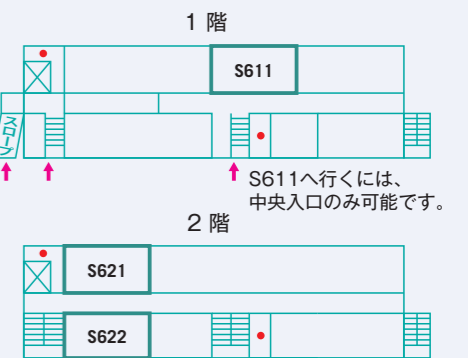 1 階
S611
スロープ
S611へ行くには、
中央入口のみ可能です。
2 階
S621
S622